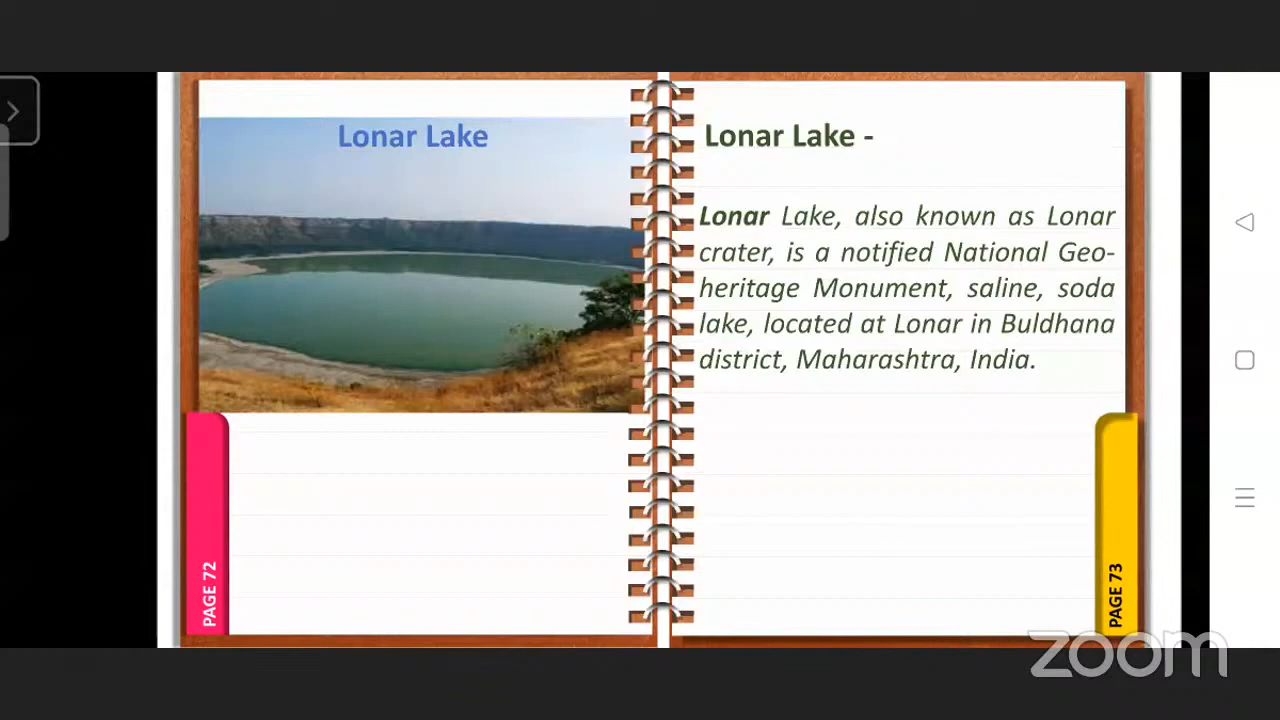 Lonar Lake
PAGE 72
Lonar Lake -
Lonar Lake, also known as Lonar
crater, is a notified National Geo-
heritage Monument, saline, soda
lake, located at Lonar in Buldhana
district, Maharashtra, India.
PAGE 73
zoom